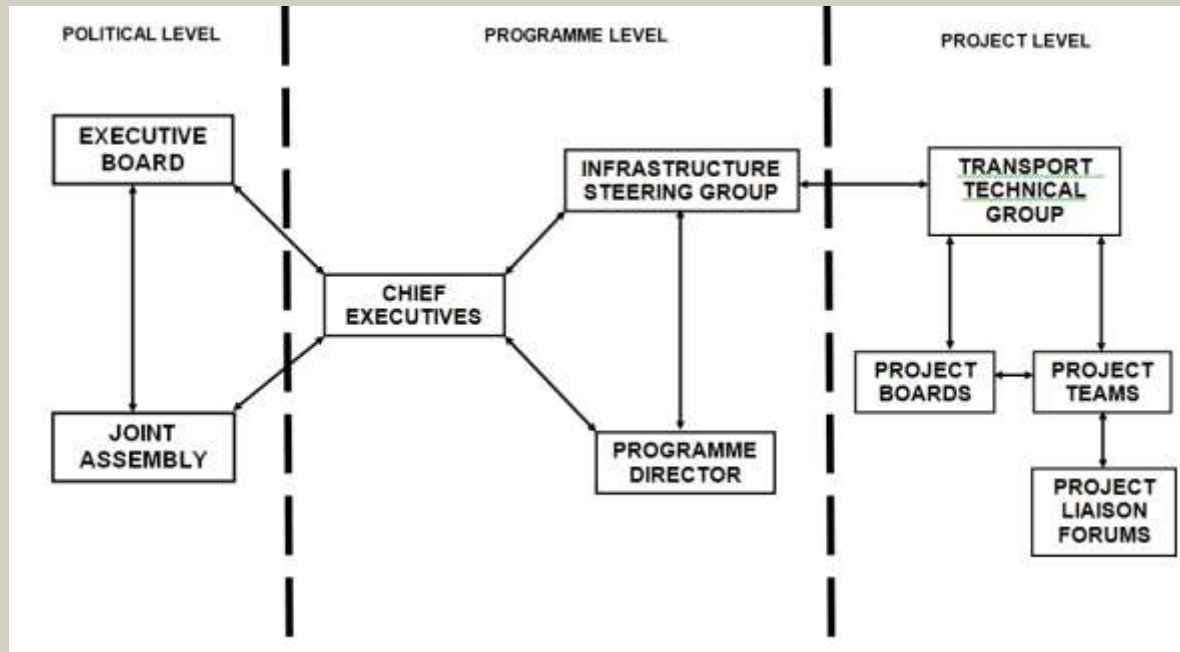 POLITICAL LEVEL
PROGRAMME LEVEL
PROJECT LEVEL
EXECUTIVE
BOARD
INFRASTRUCTURE
STEERING GROUP
TRANSPORT
TECHNICAL
GROUP
CHIEF
EXECUTIVES
PROJECT
BOARDS
PROJECT
TEAMS
JOINT
ASSEMBLY
PROGRAMME
DIRECTOR
PROJECT
LIAISON
FORUMS